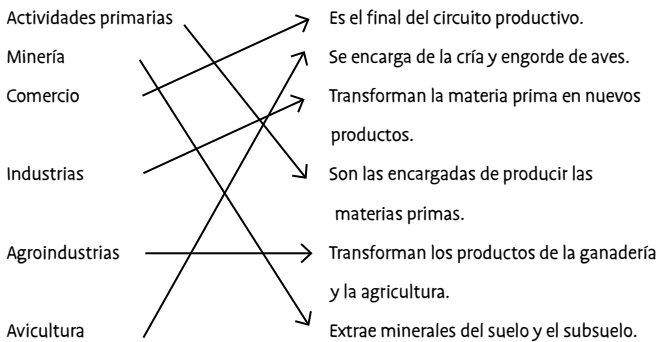 Actividades primarias
Es el final del circuito productivo.
Minería
Se encarga de la cría y engorde de aves.
Comercio
Transforman la materia prima en nuevos
productos.
Industrias
Son las encargadas de producir las
materias primas.
Agroindustrias
Transforman los productos de la ganadería
y la agricultura.
Avicultura
Extrae minerales del suelo y el subsuelo.